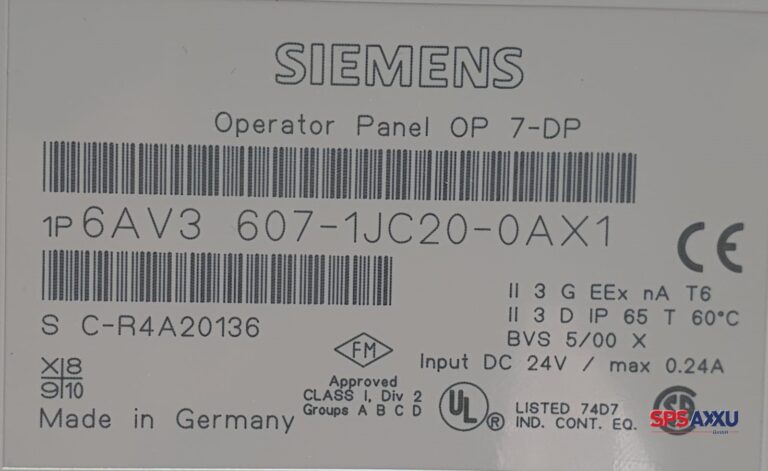 SIEMENS
Operator Panel OP 7-DP
1P 6AV3 607-1JC20-0AX1
CE
II 3 G EEx nA T6
II 3 D IP 65 T 60°C
BVS 5/00 X
S C-R4A20136
Input DC 24V / max 0.24A
FM
Approved
CLASS I, Div 2
Groups A B C D
UL ®
LISTED 74D7
IND. CONT. EQ.
SPS AXXU
GmbH
X 8
9 10
Made in Germany